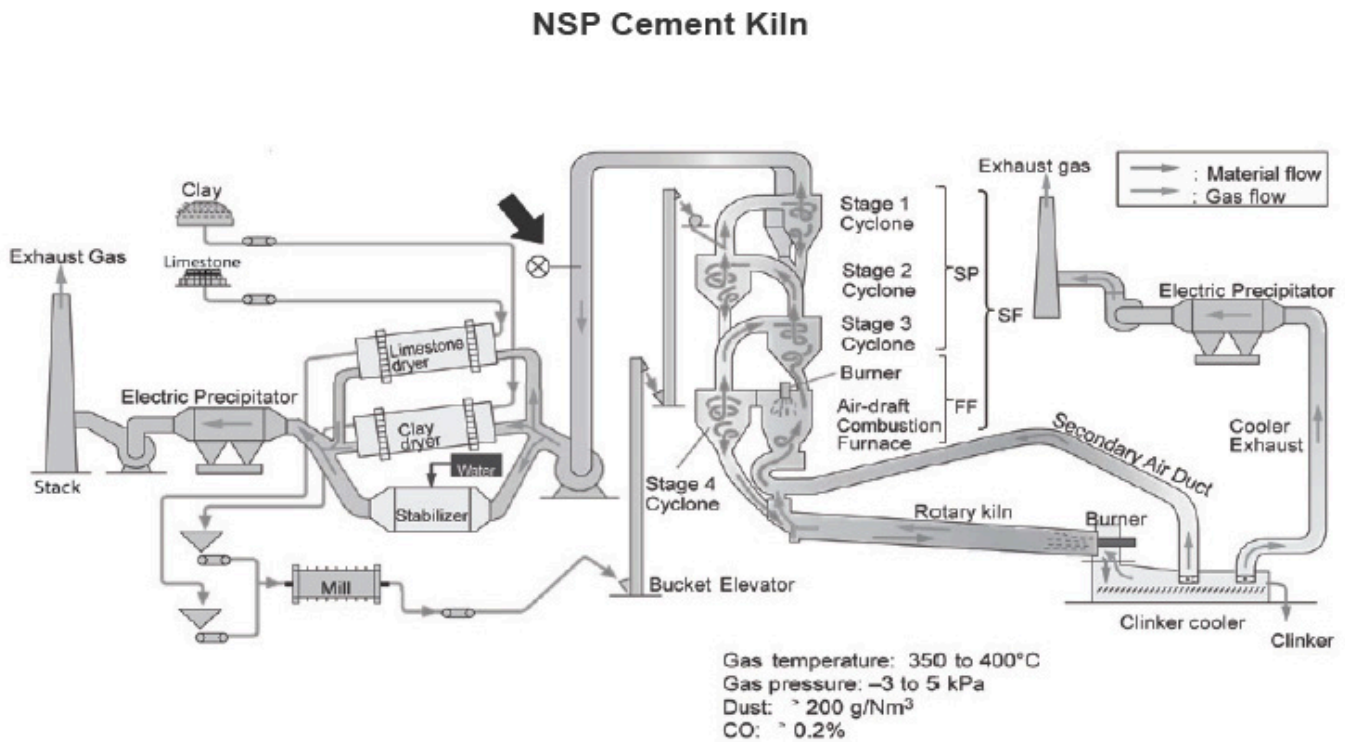 NSP Cement Kiln
Clay
Limestone
Exhaust Gas
Limestone
dryer
Electric Precipitator
Clay
dryer
Water
Stabilizer
Stack
Mill
Bucket Elevator
Stage 1
Cyclone
Stage 2
Cyclone
SP
Stage 3
Cyclone
SF
Burner
Air-draft
Combustion
Furnace
FF
Stage 4
Cyclone
Secondary Air Duct
Rotary kiln
Burner
Exhaust gas
: Material flow
: Gas flow
Electric Precipitator
Cooler
Exhaust
Clinker cooler
Clinker
Gas temperature: 350 to 400°C
Gas pressure: –3 to 5 kPa
Dust: 200 g/Nm³
CO: 0.2%